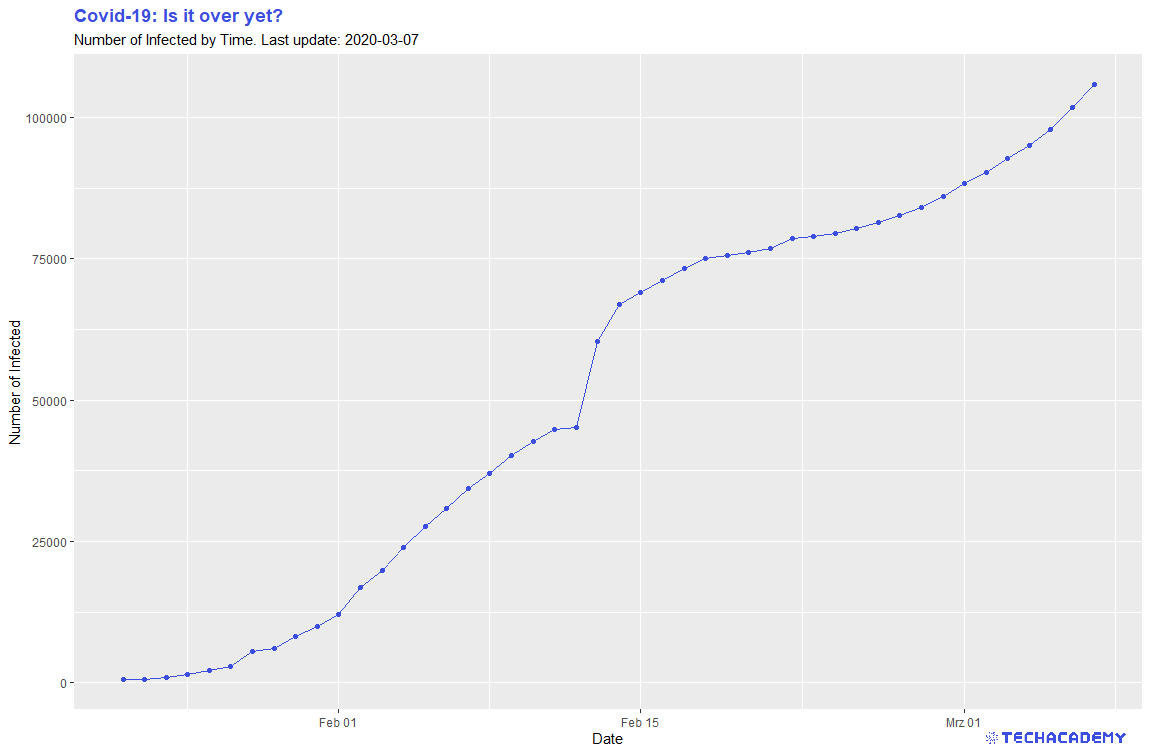 Covid-19: Is it over yet?
Number of Infected by Time. Last update: 2020-03-07
Number of Infected
100000
75000
50000
25000
0
Feb 01
Feb 15
Mrz 01
Date
TECHACADEMY